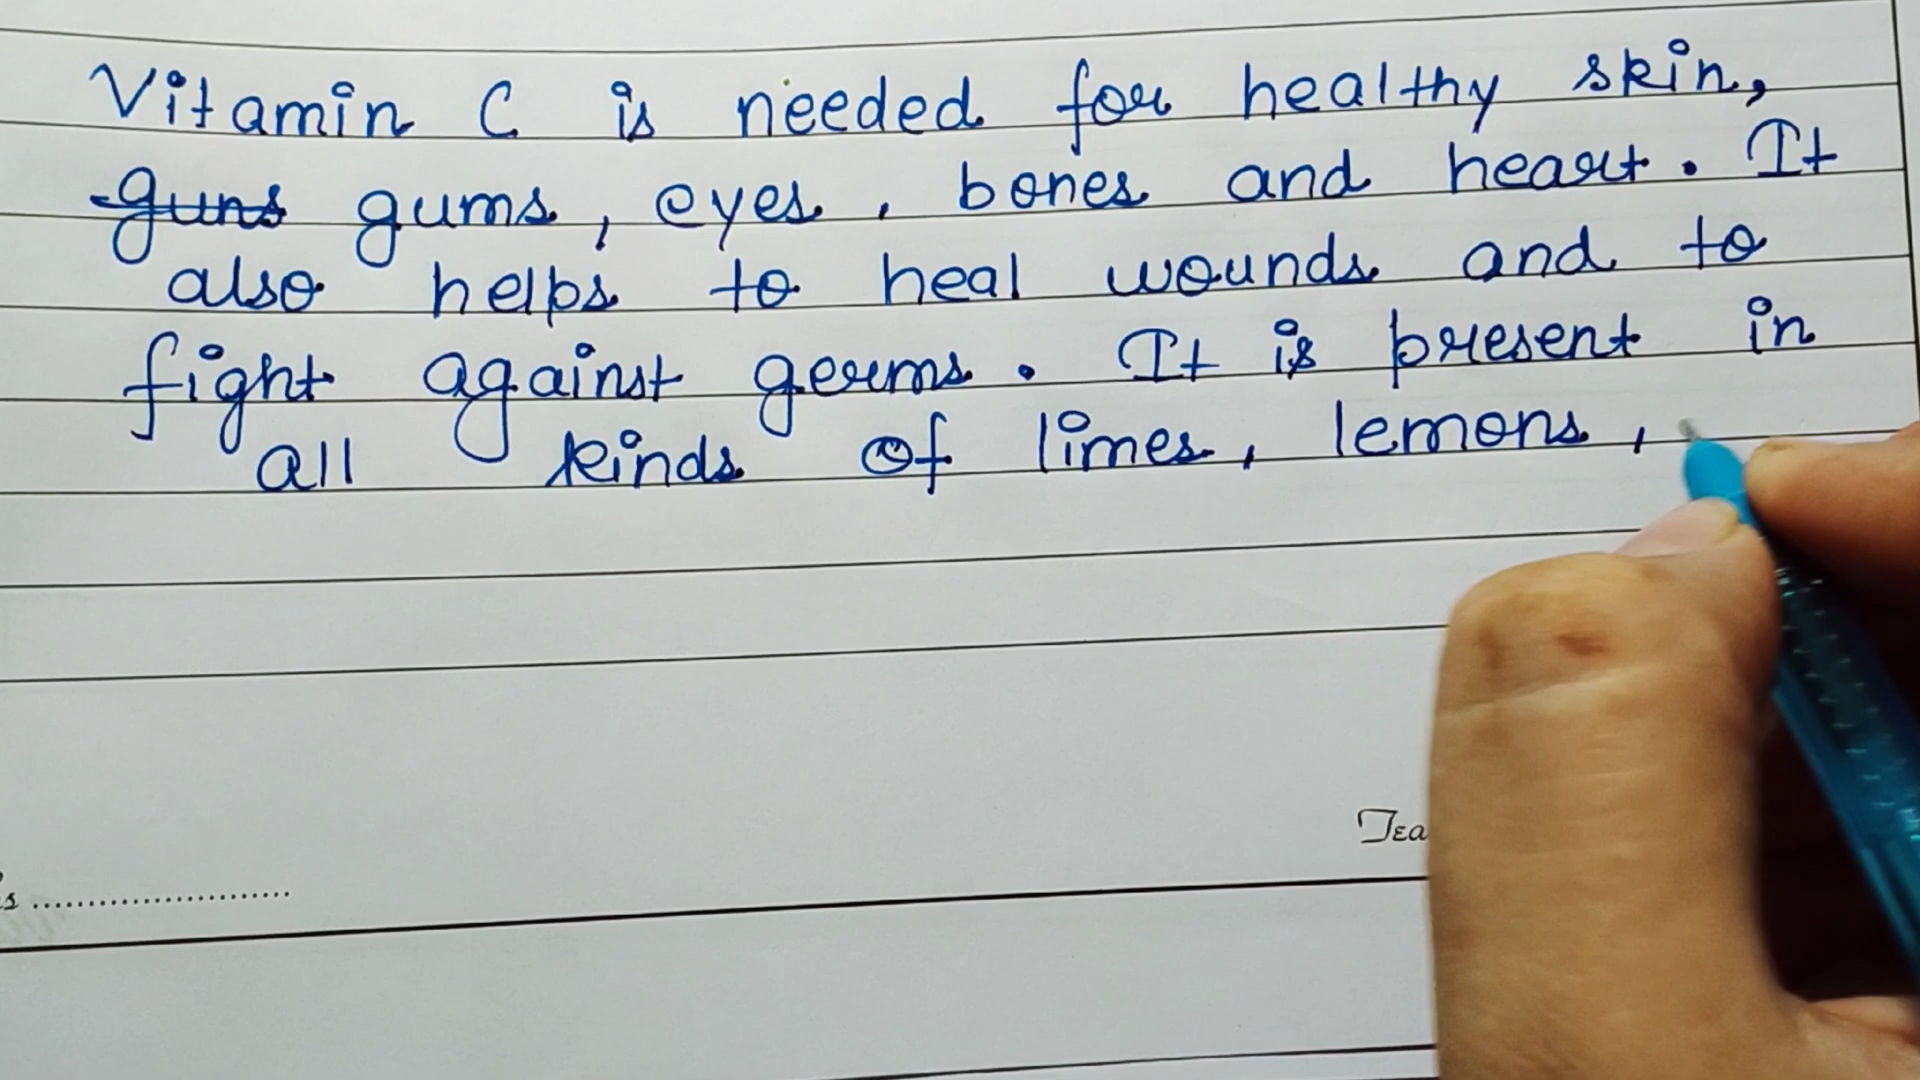 Vitamin C is needed for healthy skin,
guns gums, eyes, bones and heart. It
also helps to heal wounds and to
fight against germs. It is present in
all kinds of limes, lemons,